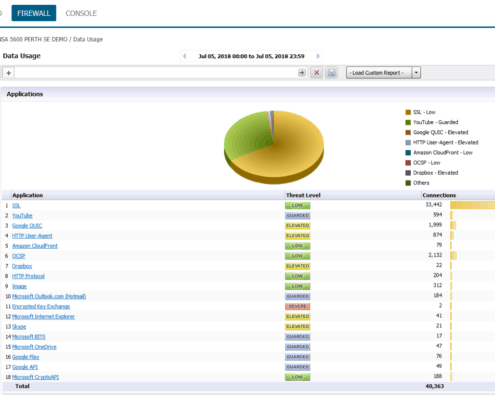 FIREWALL CONSOLE
NSA 5600 PERTH SE DEMO / Data Usage
Data Usage
Jul 05, 2018 00:00 to Jul 05, 2018 23:59
+ - Load Custom Report -
Applications
SSL - Low
YouTube - Guarded
Google QUIC - Elevated
HTTP User-Agent - Elevated
Amazon CloudFront - Low
OCSP - Low
Dropbox - Elevated
Others
Application Threat Level Connections
1 SSL LOW 33,442
2 YouTube GUARDED 594
3 Google QUIC ELEVATED 1,999
4 HTTP User-Agent ELEVATED 874
5 Amazon CloudFront LOW 79
6 OCSP LOW 2,132
7 Dropbox ELEVATED 22
8 HTTP Protocol LOW 204
9 Image LOW 312
10 Microsoft Outlook.com (Hotmail) GUARDED 184
11 Encrypted Key Exchange SEVERE 2
12 Microsoft Internet Explorer ELEVATED 41
13 Skype ELEVATED 21
14 Microsoft BITS GUARDED 17
15 Microsoft OneDrive GUARDED 47
16 Google Play GUARDED 76
17 Google API GUARDED 49
18 Microsoft CryptoAPI LOW 188
Total 40,363